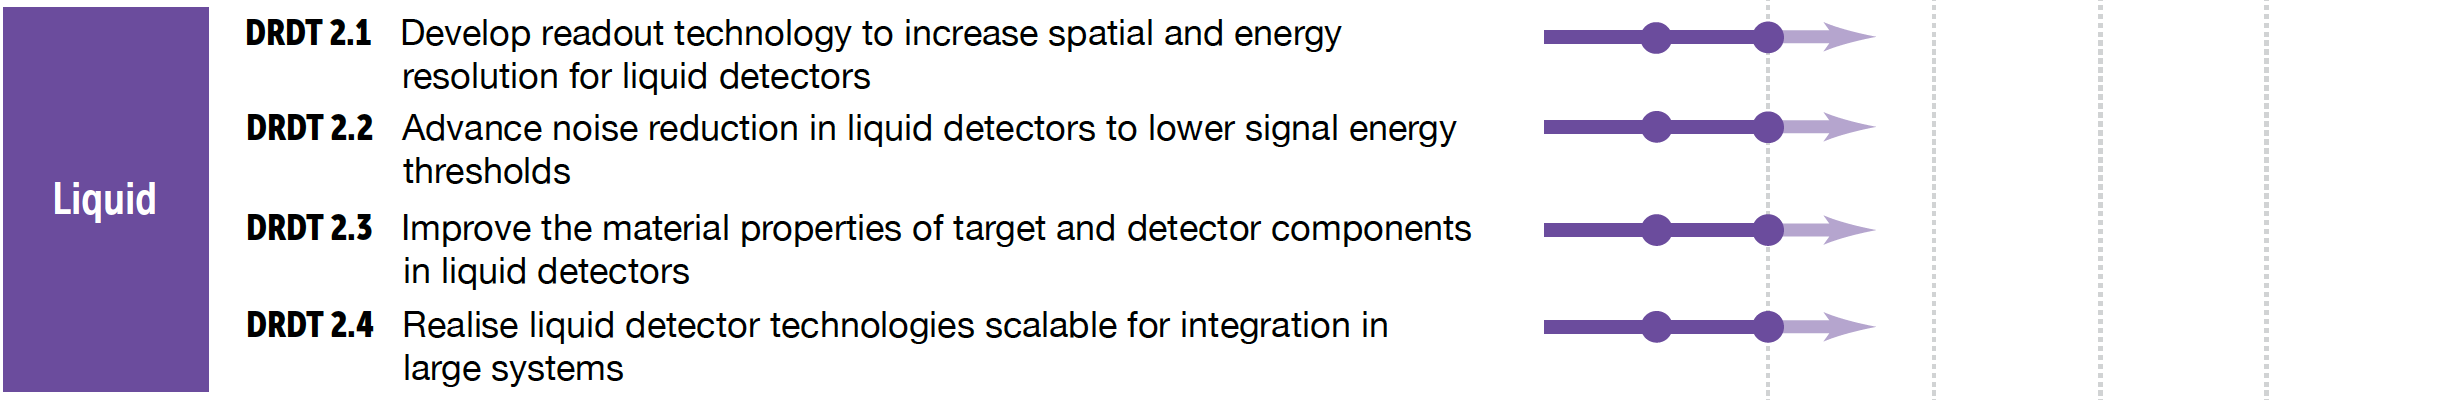 Liquid
DRDT 2.1 Develop readout technology to increase spatial and energy
resolution for liquid detectors
DRDT 2.2 Advance noise reduction in liquid detectors to lower signal energy
thresholds
DRDT 2.3 Improve the material properties of target and detector components
in liquid detectors
DRDT 2.4 Realise liquid detector technologies scalable for integration in
large systems